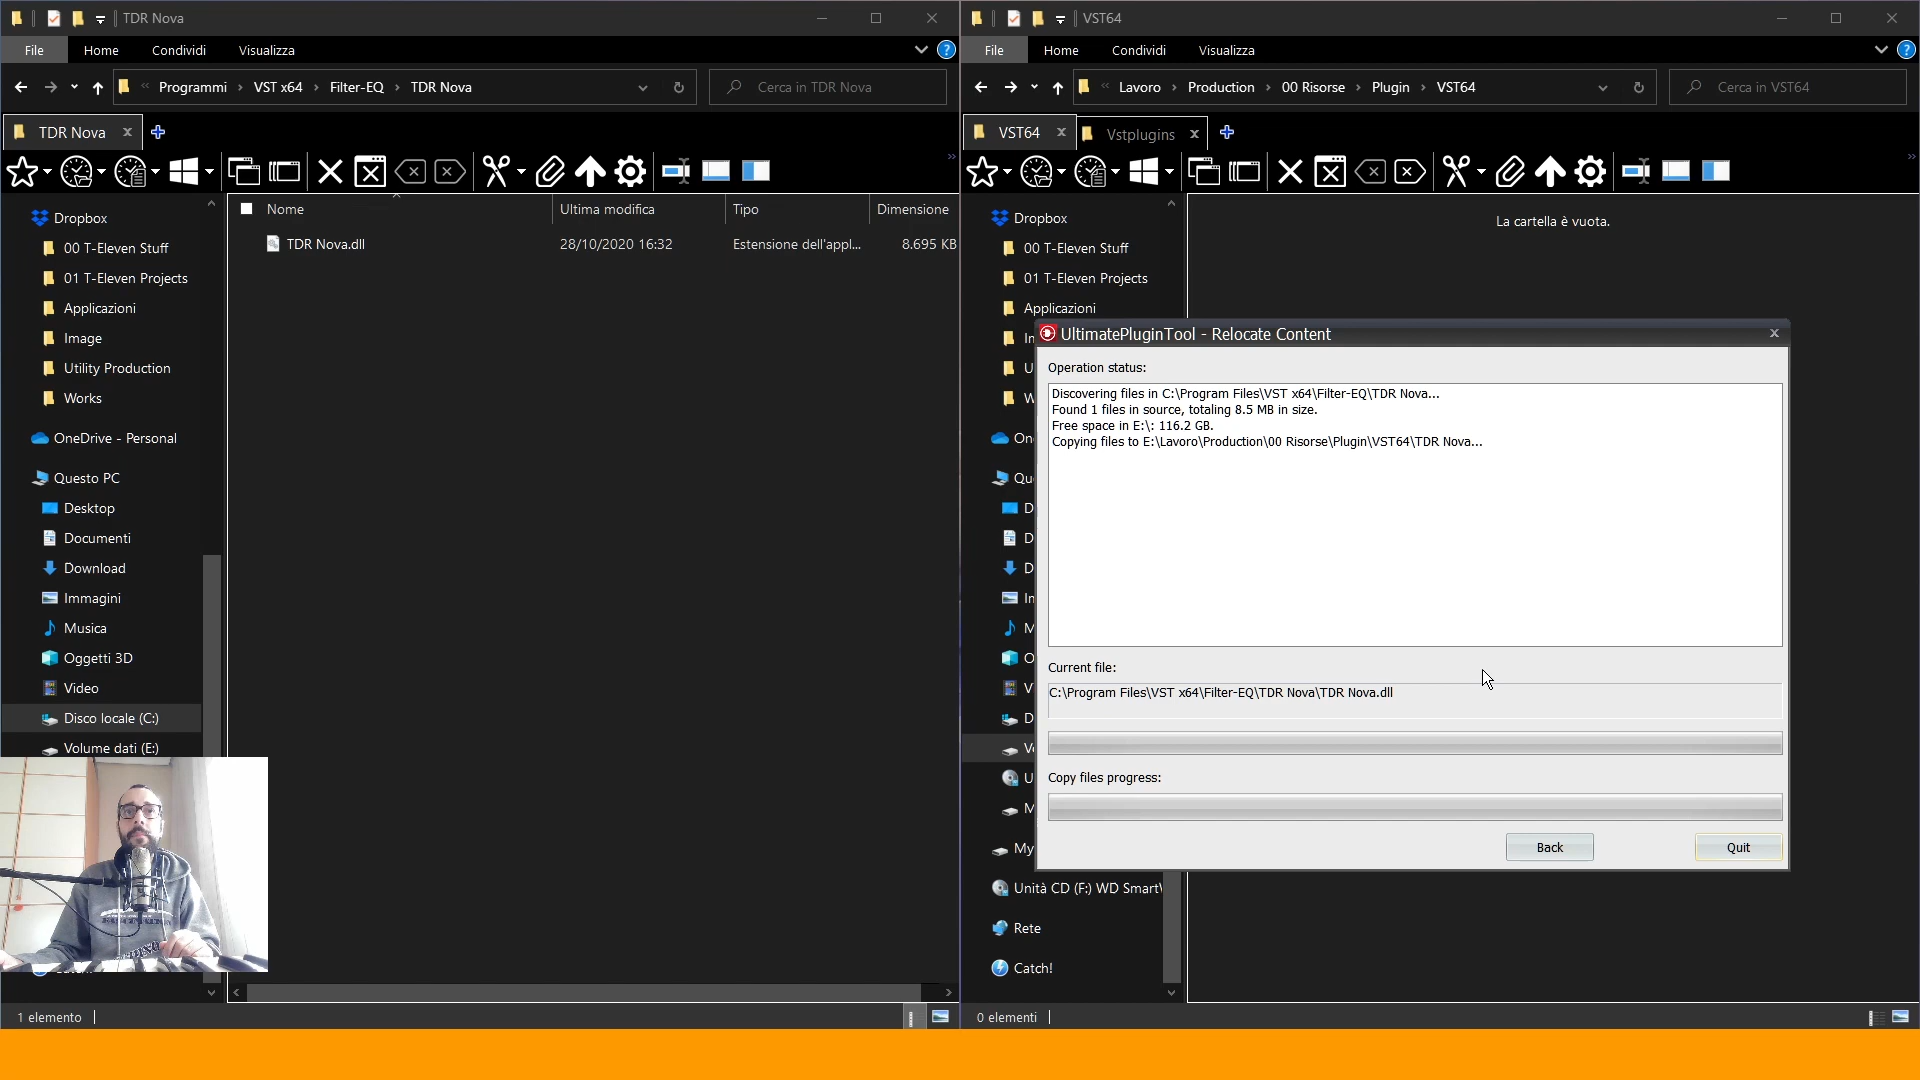 TDR Nova
File Home Condividi Visualizza
Programmi VST x64 Filter-EQ TDR Nova
Cerca in TDR Nova
TDR Nova
Dropbox
00 T-Eleven Stuff
01 T-Eleven Projects
Applicazioni
Image
Utility Production
Works
OneDrive - Personal
Questo PC
Desktop
Documenti
Download
Immagini
Musica
Oggetti 3D
Video
Disco locale (C:)
Volume dati (E:)
Nome Ultima modifica Tipo Dimensione
TDR Nova.dll 28/10/2020 16:32 Estensione dell'appl... 8.695 KB
1 elemento
VST64
File Home Condividi Visualizza
Lavoro Production 00 Risorse Plugin VST64
Cerca in VST64
VST64 Vstplugins
Dropbox
00 T-Eleven Stuff
01 T-Eleven Projects
Applicazioni
La cartella è vuota.
My
Unità CD (F:) WD Smart
Rete
Catch!
0 elementi
UltimatePluginTool - Relocate Content
Operation status:
Discovering files in C:\Program Files\VST x64\Filter-EQ\TDR Nova...
Found 1 files in source, totaling 8.5 MB in size.
Free space in E:\: 116.2 GB.
Copying files to E:\Lavoro\Production\00 Risorse\Plugin\VST64\TDR Nova...
Current file:
C:\Program Files\VST x64\Filter-EQ\TDR Nova\TDR Nova.dll
Copy files progress:
Back Quit